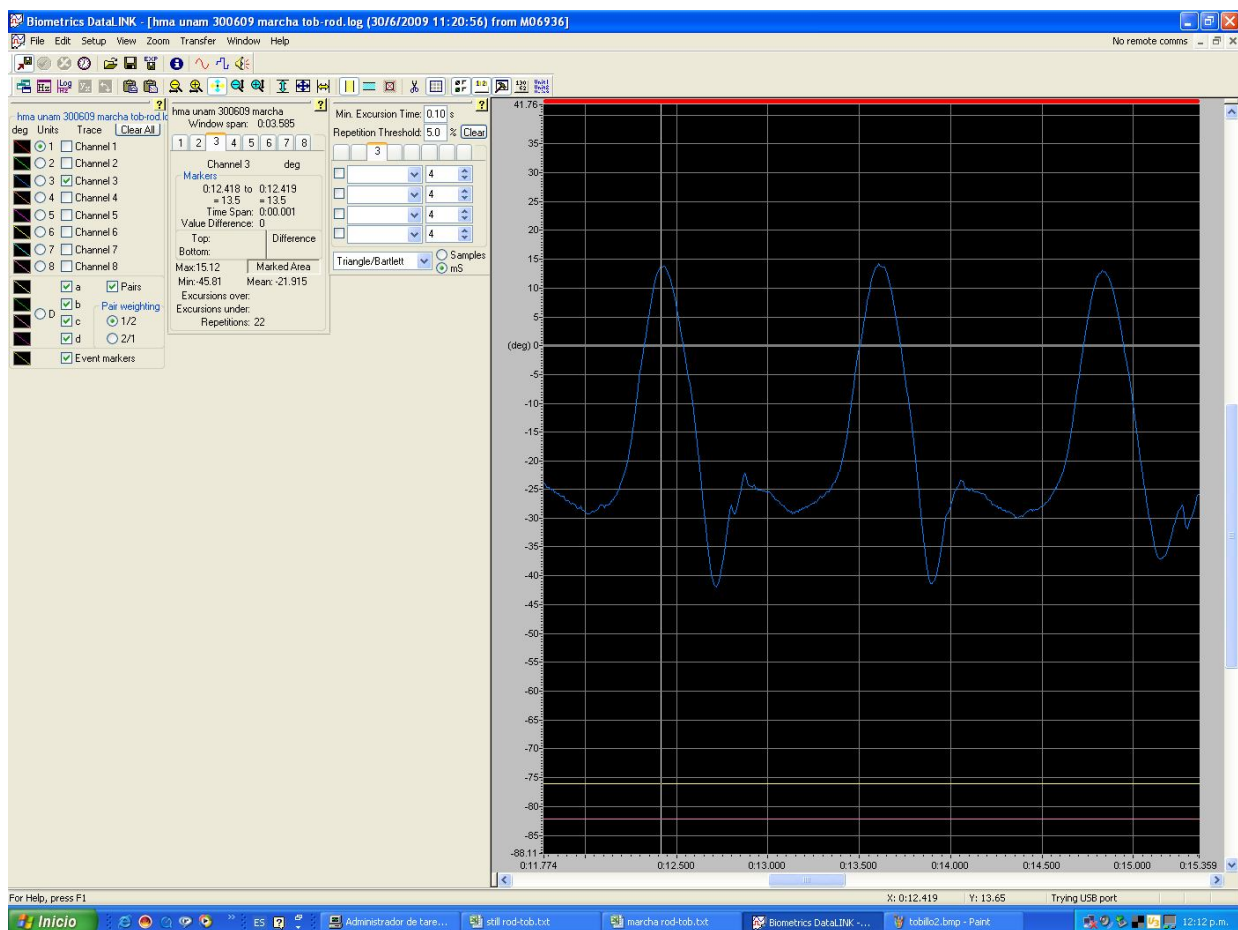 Biometrics DataLINK - [hma unam 300609 marcha tob-rod.log (30/6/2009 11:20:56) from M06936]
File Edit Setup View Zoom Transfer Window Help
No remote comms
EXP
hma unam 300609 marcha tob-rod.lo
deg Units Trace Clear All
1 Channel 1
2 Channel 2
3 Channel 3
4 Channel 4
5 Channel 5
6 Channel 6
7 Channel 7
8 Channel 8
a Pairs
b Pair weighting
D
c 1/2
d 2/1
Event markers
hma unam 300609 marcha
Window span: 0:03.585
1 2 3 4 5 6 7 8
Channel 3 deg
Markers
0:12.418 to 0:12.419
= 13.5 = 13.5
Time Span: 0:00.001
Value Difference: 0
Top: Difference
Bottom:
Max:15.12 Marked Area
Min:-45.81 Mean: -21.915
Excursions over:
Excursions under:
Repetitions: 22
Min. Excursion Time: 0.10 s
Repetition Threshold: 5.0 % Clear
3
4
4
4
4
Triangle/Bartlett Samples
mS
41.76
35
30
25
20
15
10
5
(deg) 0
-5
-10
-15
-20
-25
-30
-35
-40
-45
-50
-55
-60
-65
-70
-75
-80
-85
-88.11
0:11.774 0:12.500 0:13.000 0:13.500 0:14.000 0:14.500 0:15.000 0:15.359
For Help, press F1
X: 0:12.419 Y: 13.65 Trying USB port
Inicio ES Administrador de tare... still rod-tob.txt marcha rod-tob.txt Biometrics DataLINK -... tobillo2.bmp - Paint 12:12 p.m.